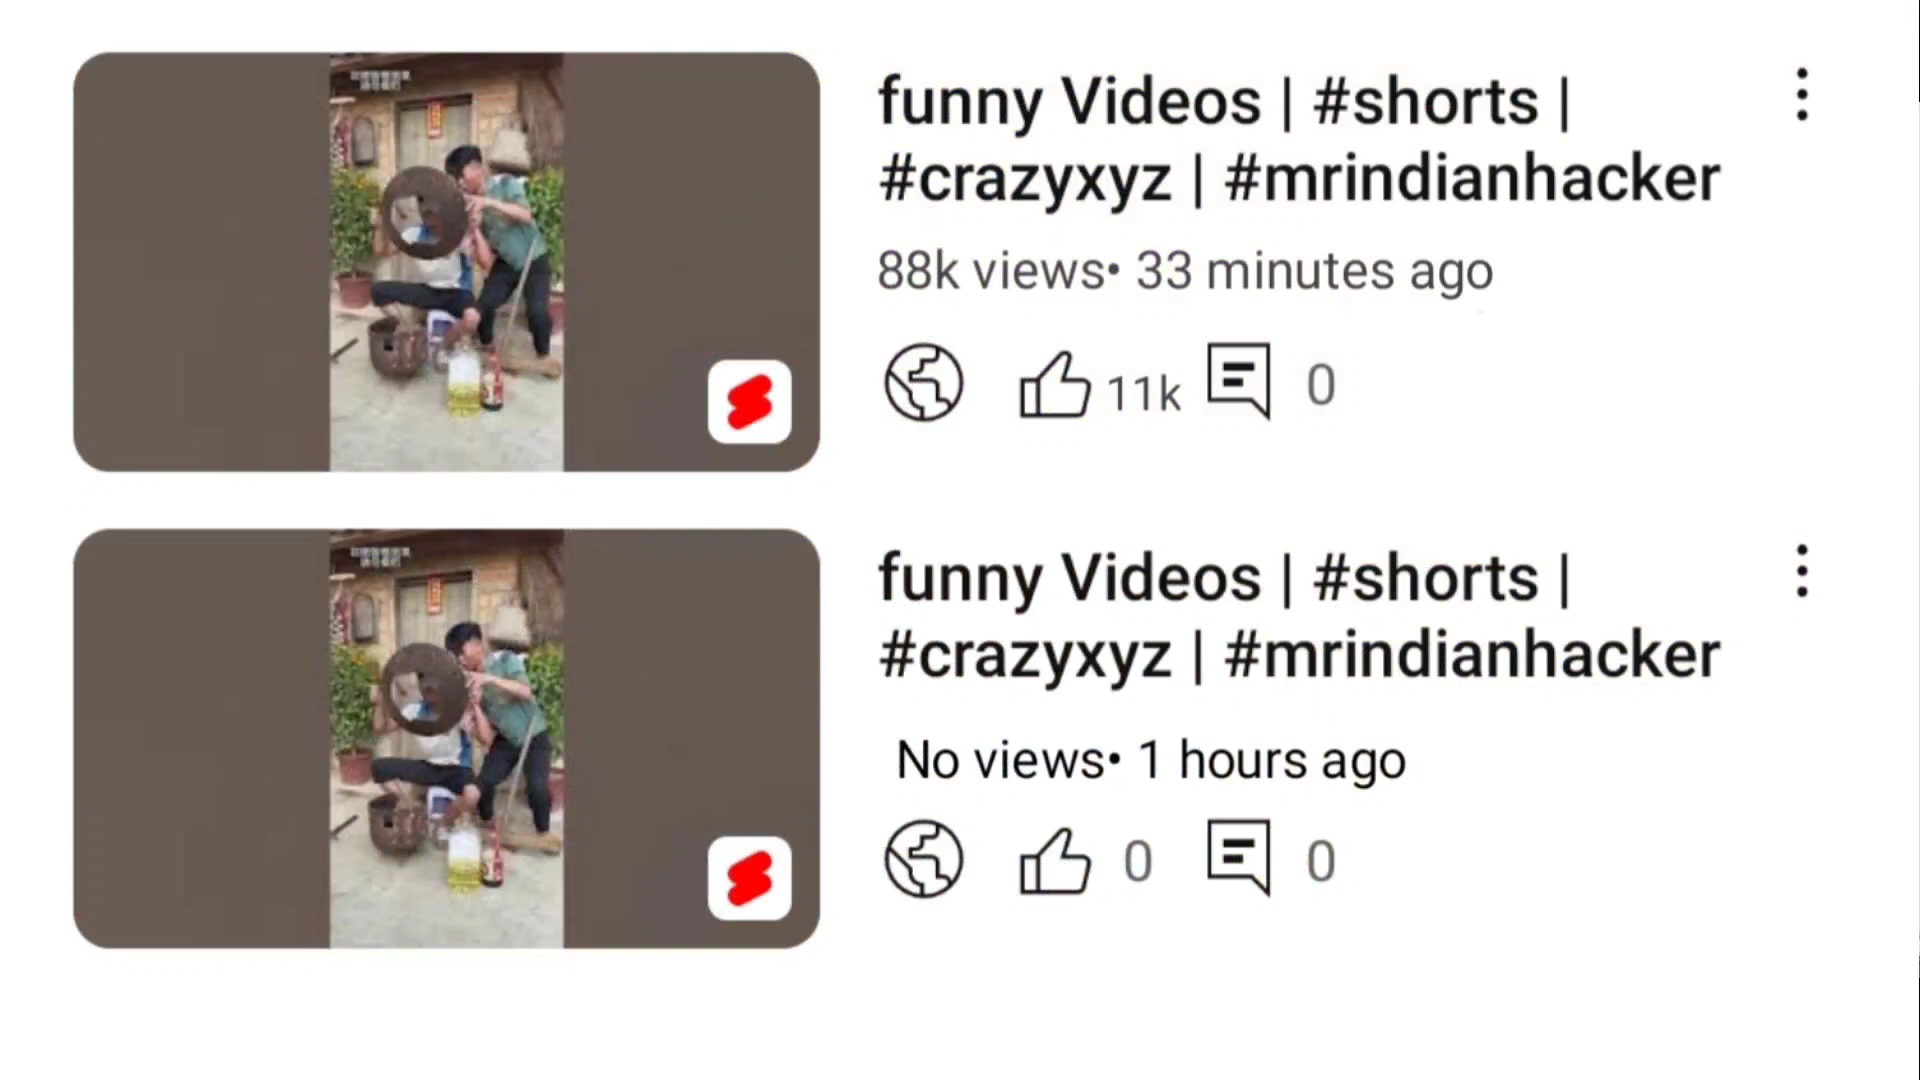 funny Videos | #shorts |
#crazyxyz | #mrindianhacker
88k views• 33 minutes ago
11k 0
funny Videos | #shorts |
#crazyxyz | #mrindianhacker
No views• 1 hours ago
0 0